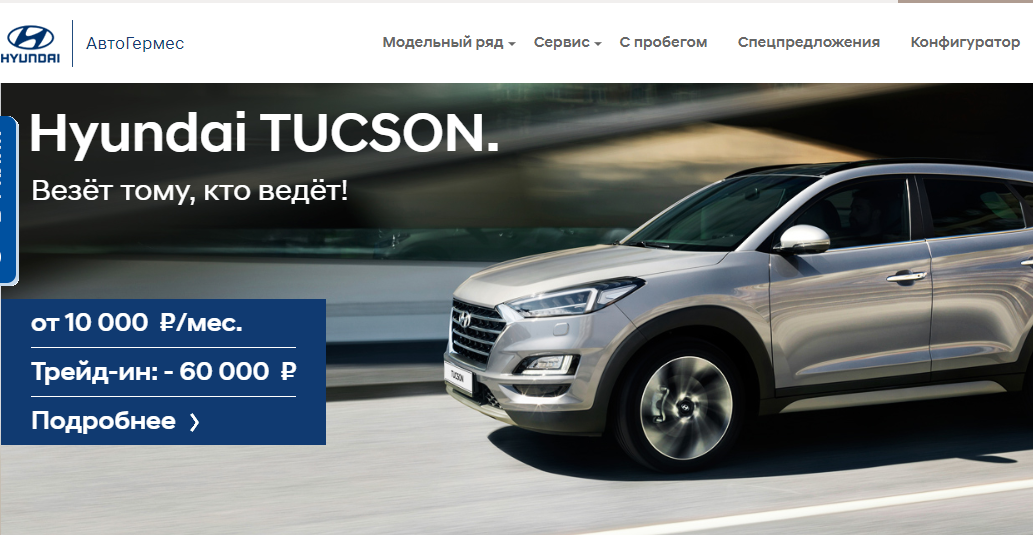 HYUNDAI
АвтоГермес
Модельный ряд
Сервис
С пробегом
Спецпредложения
Конфигуратор
Hyundai TUCSON.
Везёт тому, кто ведёт!
от 10 000 ₽/мес.
Трейд-ин: - 60 000 ₽
Подробнее
TUCSON